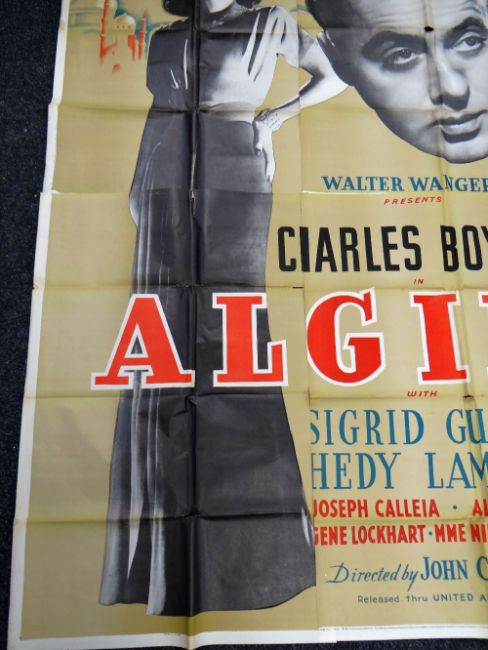 WALTER WANGER
PRESENTS
CIARLES BOY
IN
ALGI
WITH
SIGRID GU
HEDY LAM
JOSEPH CALLEIA · AL
GENE LOCKHART · MME NI
Directed by JOHN C
Released thru UNITED A